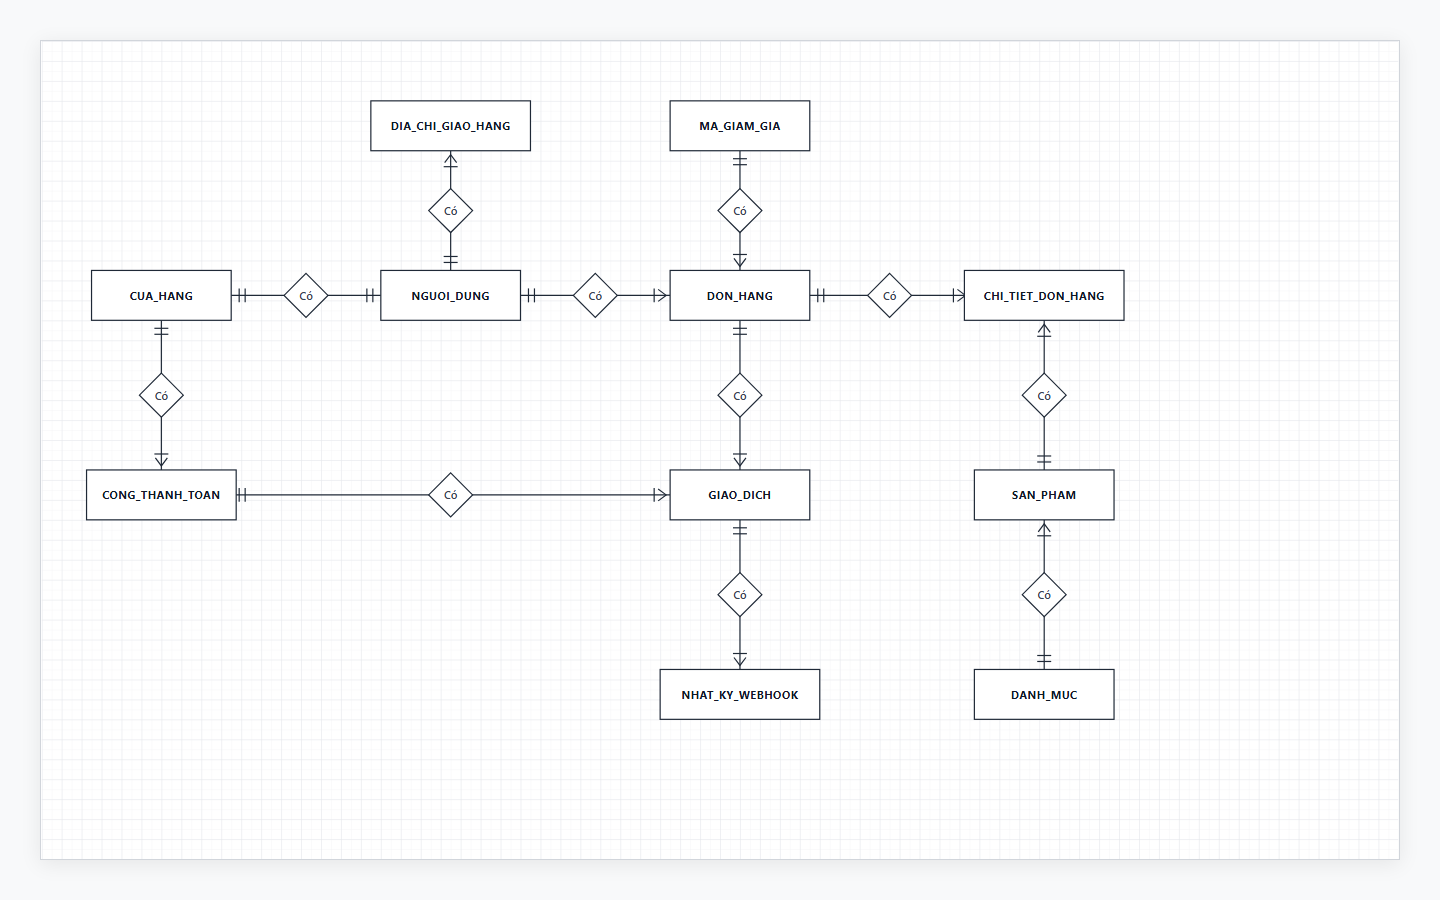 DIA_CHI_GIAO_HANG
MA_GIAM_GIA
Có
Có
CUA_HANG
Có
NGUOI_DUNG
Có
DON_HANG
Có
CHI_TIET_DON_HANG
Có
Có
Có
CONG_THANH_TOAN
Có
GIAO_DICH
SAN_PHAM
Có
Có
NHAT_KY_WEBHOOK
DANH_MUC